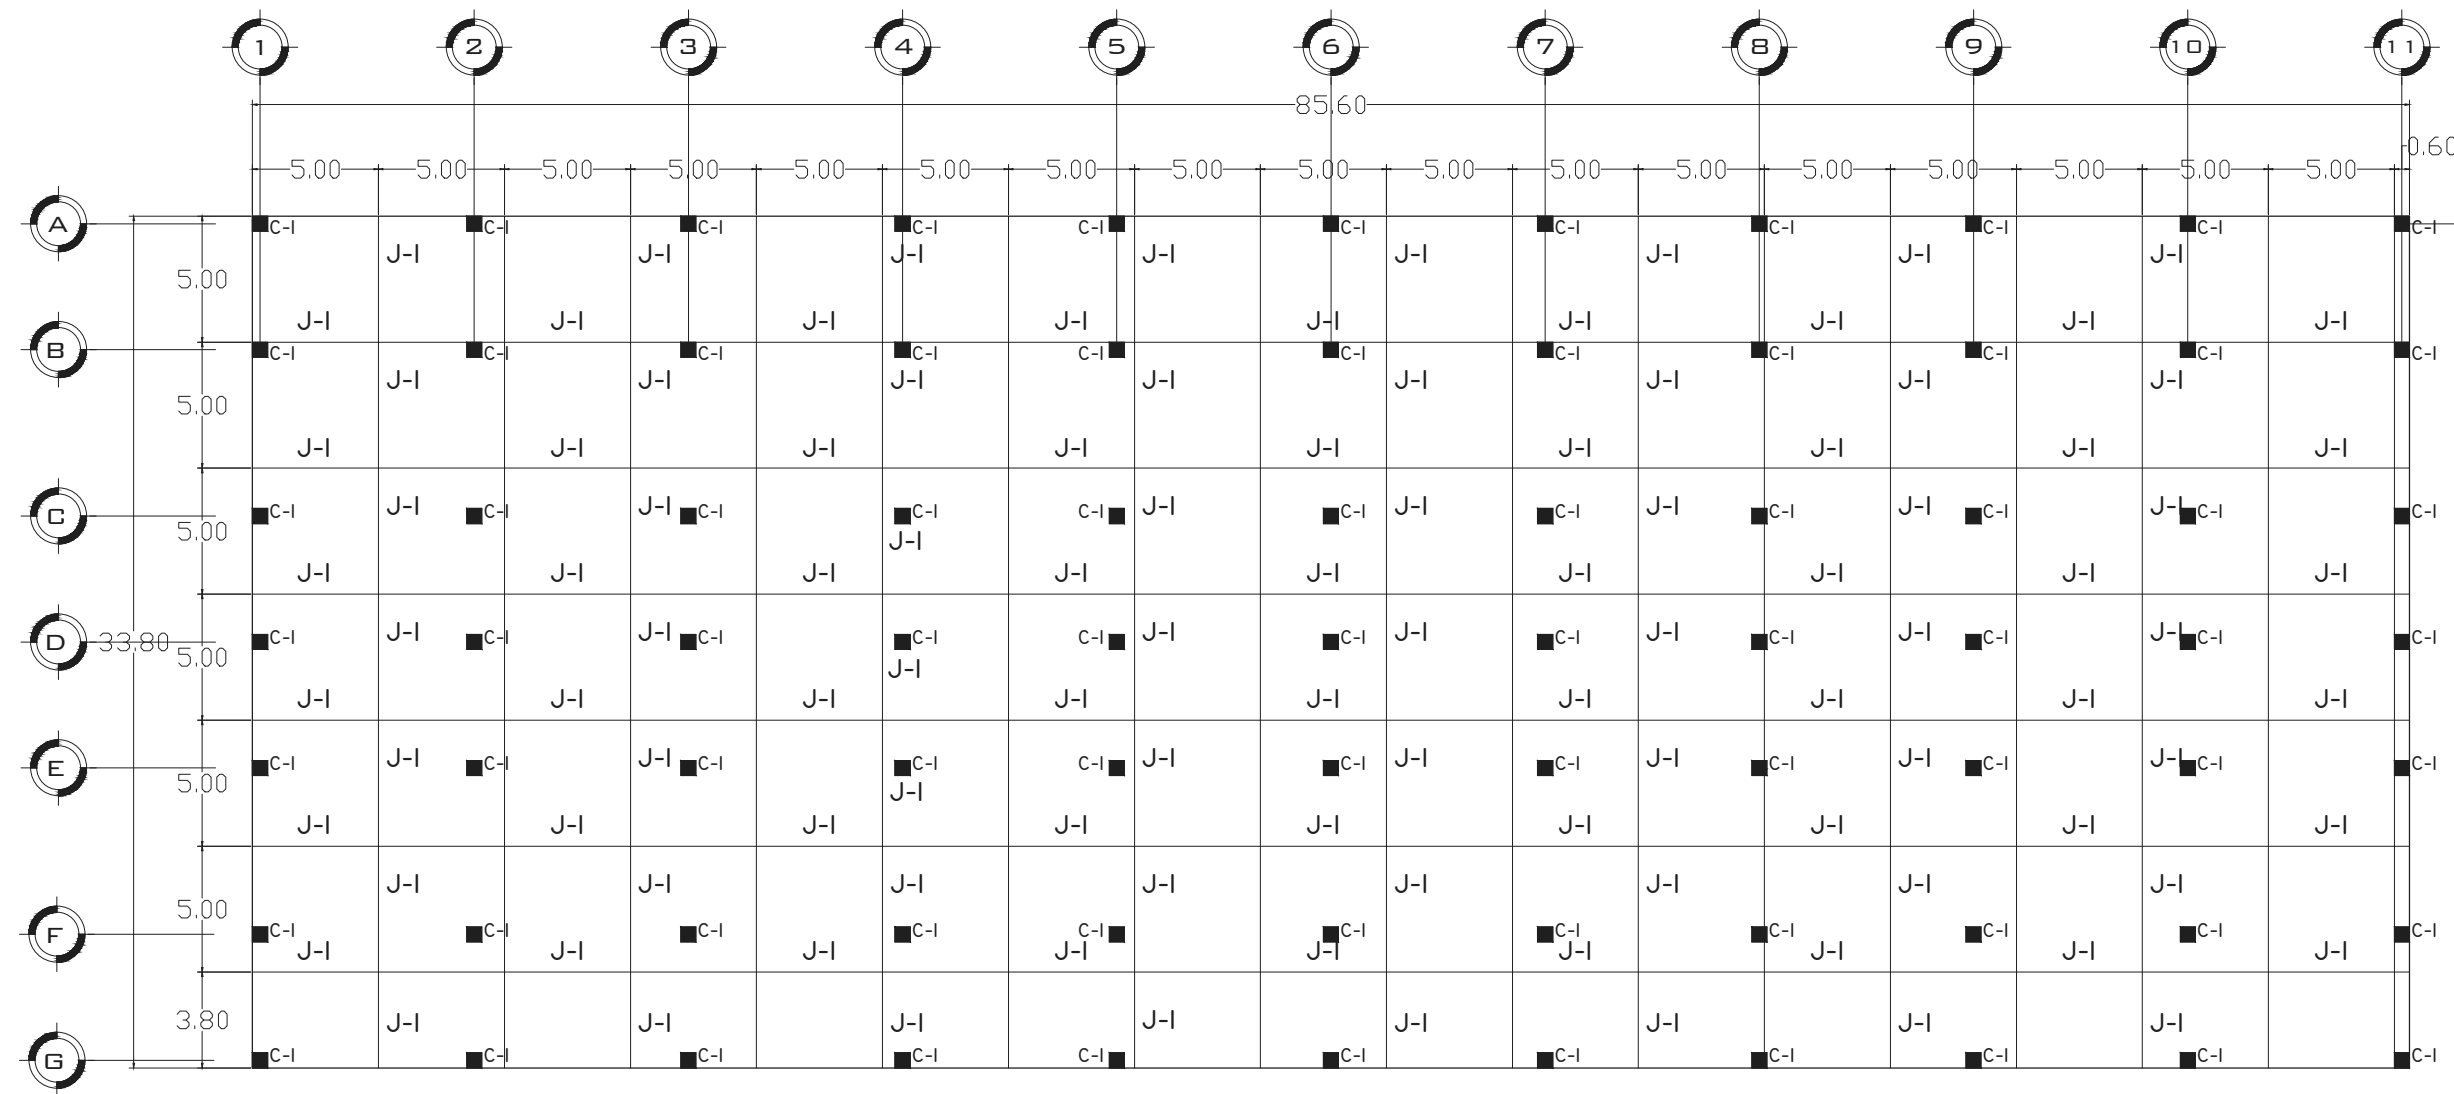 1 2 3 4 5 6 7 8 9 10 11
85.60
0.60
5.00 5.00 5.00 5.00 5.00 5.00 5.00 5.00 5.00 5.00 5.00 5.00 5.00 5.00 5.00 5.00 5.00
A C-I C-I C-I C-I C-I C-I C-I C-I C-I C-I C-I
J-I J-I J-I J-I J-I J-I J-I J-I
5.00
J-I J-I J-I J-I J-I J-I J-I J-I J-I
B C-I C-I C-I C-I C-I C-I C-I C-I C-I C-I C-I
J-I J-I J-I J-I J-I J-I J-I J-I
5.00
J-I J-I J-I J-I J-I J-I J-I J-I J-I
J-I J-I J-I J-I J-I J-I J-I
C C-I C-I C-I C-I C-I C-I C-I C-I C-I C-I C-I
5.00 J-I
J-I J-I J-I J-I J-I J-I J-I J-I J-I
J-I J-I J-I J-I J-I J-I J-I
D 33.80 C-I C-I C-I C-I C-I C-I C-I C-I C-I C-I C-I
5.00 J-I
J-I J-I J-I J-I J-I J-I J-I J-I J-I
J-I J-I J-I J-I J-I J-I J-I
E C-I C-I C-I C-I C-I C-I C-I C-I C-I C-I C-I
5.00 J-I
J-I J-I J-I J-I J-I J-I J-I J-I J-I
J-I J-I J-I J-I J-I J-I J-I J-I
5.00
F C-I C-I C-I C-I C-I C-I C-I C-I C-I C-I C-I
J-I J-I J-I J-I J-I J-I J-I J-I J-I
3.80 J-I J-I J-I J-I J-I J-I J-I J-I
G C-I C-I C-I C-I C-I C-I C-I C-I C-I C-I C-I